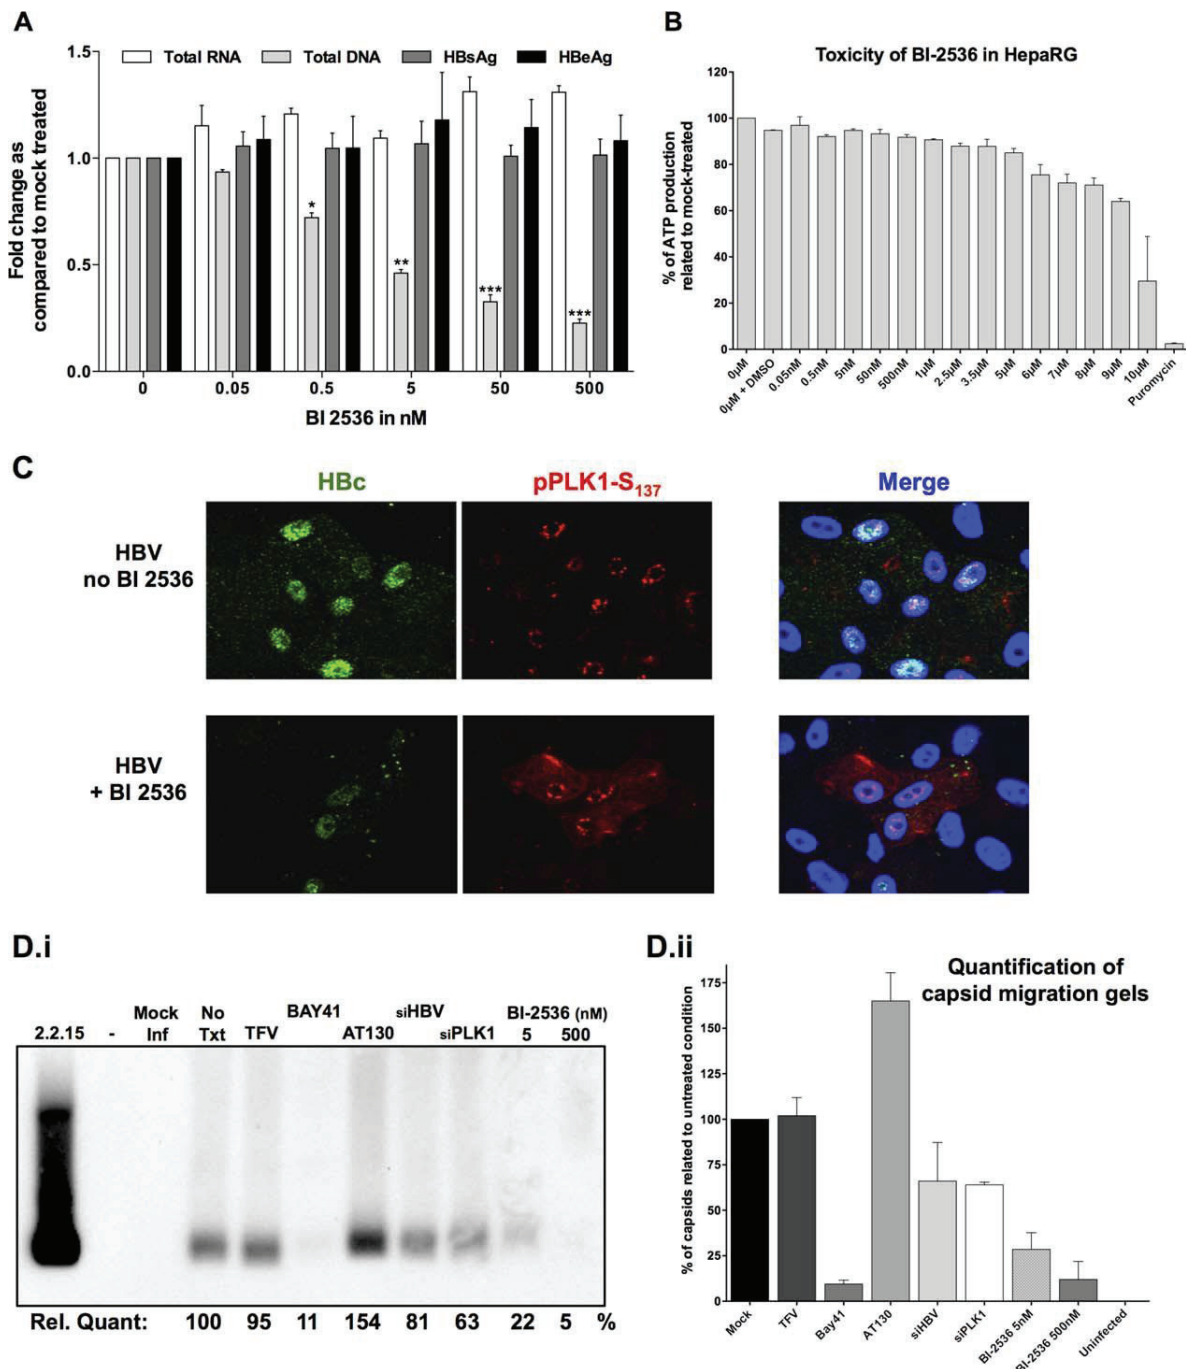 A
1.5
1.0
0.5
0.0
Fold change as
compared to mock treated
Total RNA Total DNA HBsAg HBeAg
* ** *** ***
0 0.05 0.5 5 50 500
BI 2536 in nM
B
Toxicity of BI-2536 in HepaRG
% of ATP production
related to mock-treated
120
100
80
60
40
20
0
0µM 0µM + DMSO 0.05nM 0.5nM 5nM 50nM 500nM 1µM 2.5µM 3.5µM 5µM 6µM 7µM 8µM 9µM 10µM Puromycin
C
HBc pPLK1-S137 Merge
HBV
no BI 2536
HBV
+ BI 2536
D.i
Mock No BAY41 siHBV BI-2536 (nM)
2.2.15 - Inf Txt TFV AT130 siPLK1 5 500
Rel. Quant: 100 95 11 154 81 63 22 5 %
D.ii
Quantification of
capsid migration gels
% of capsids related to untreated condition
175
150
125
100
75
50
25
0
Mock TFV Bay41 AT130 siHBV siPLK1 BI-2536 5nM BI-2536 500nM Uninfected